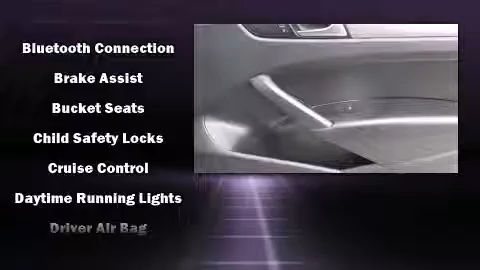 Bluetooth Connection
Brake Assist
Bucket Seats
Child Safety Locks
Cruise Control
Daytime Running Lights
Driver Air Bag